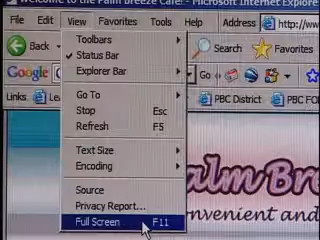 Welcome to the Palm Breeze Cafe! - Microsoft Internet Explorer
File Edit View Favorites Tools Help Address http://www
Back Search Favorites
Google Go
Links PBC District PBC
Toolbars
Status Bar
Explorer Bar
Go To
Stop Esc
Refresh F5
Text Size
Encoding
Source
Privacy Report...
Full Screen F11
alm Bre
nvenient and